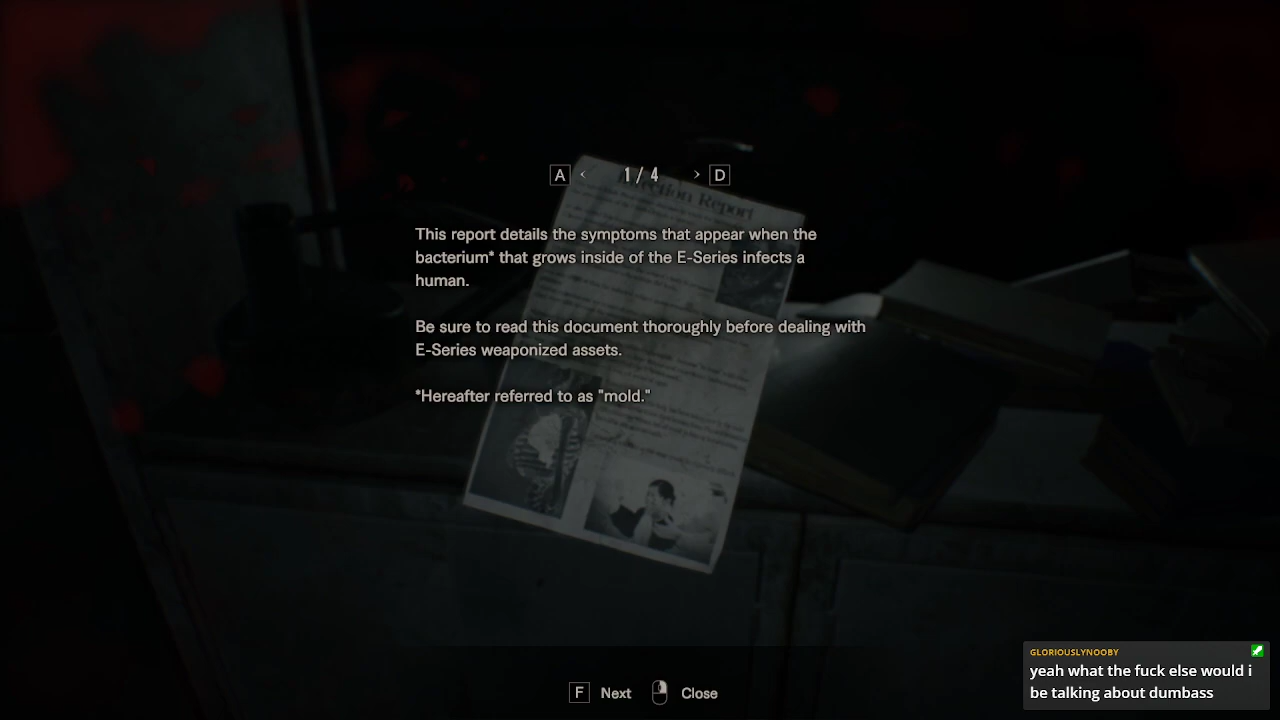 A < 1 / 4 > D
This report details the symptoms that appear when the
bacterium* that grows inside of the E-Series infects a
human.
Be sure to read this document thoroughly before dealing with
E-Series weaponized assets.
*Hereafter referred to as "mold."
Report
F Next Close
GLORIOUSLYNOOBY
yeah what the fuck else would i
be talking about dumbass